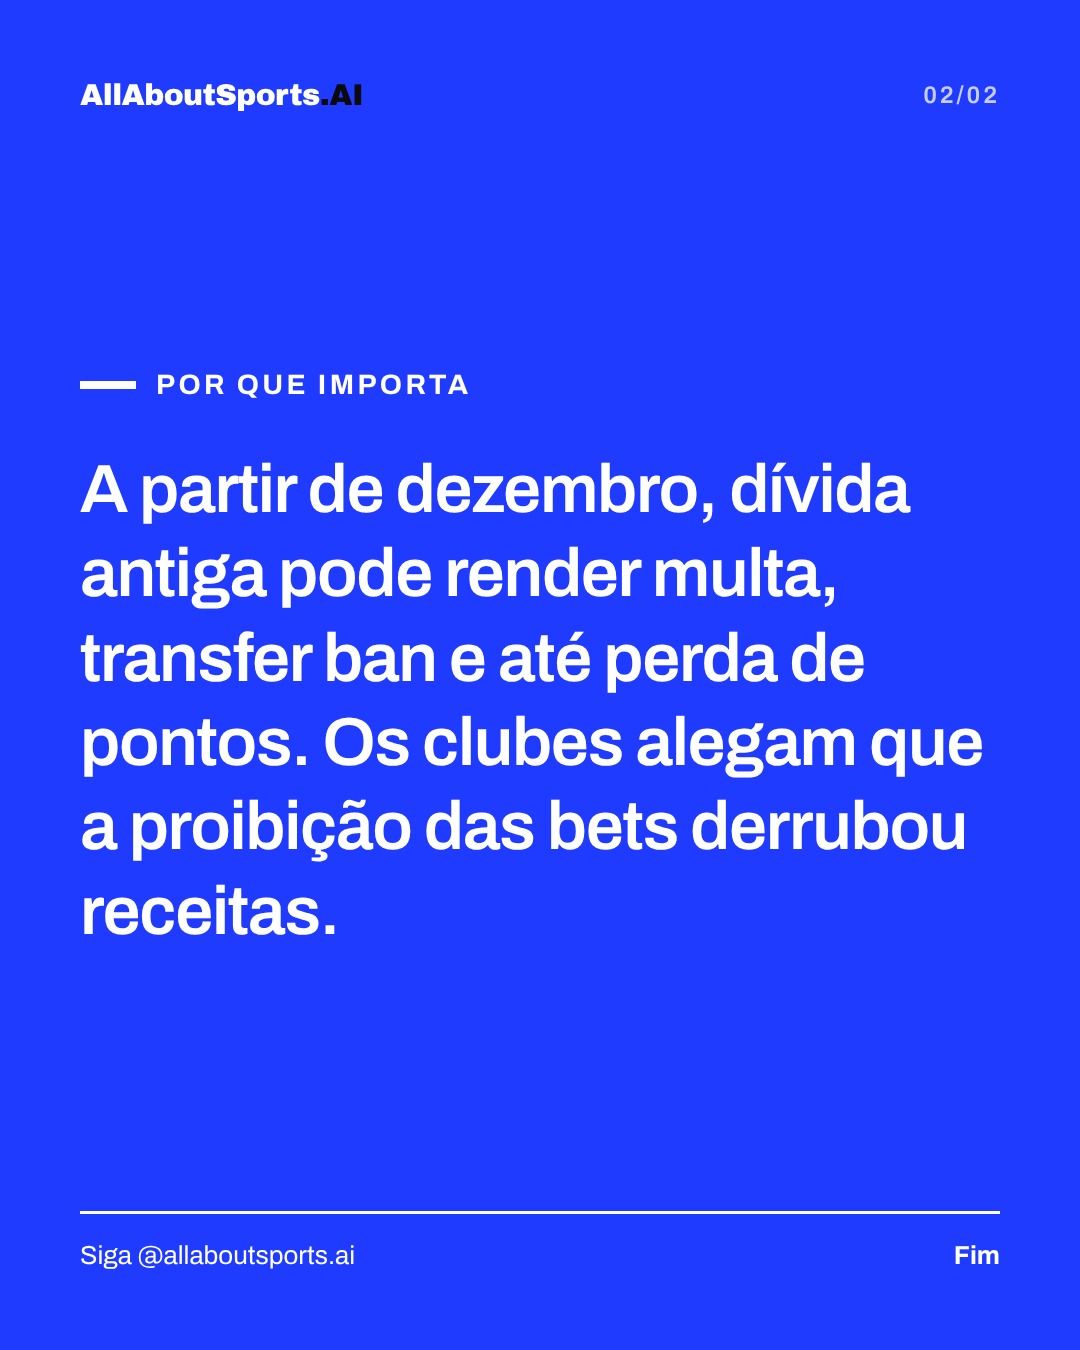 AllAboutSports.AI
02/02
POR QUE IMPORTA
A partir de dezembro, dívida
antiga pode render multa,
transfer ban e até perda de
pontos. Os clubes alegam que
a proibição das bets derrubou
receitas.
Siga @allaboutsports.ai
Fim